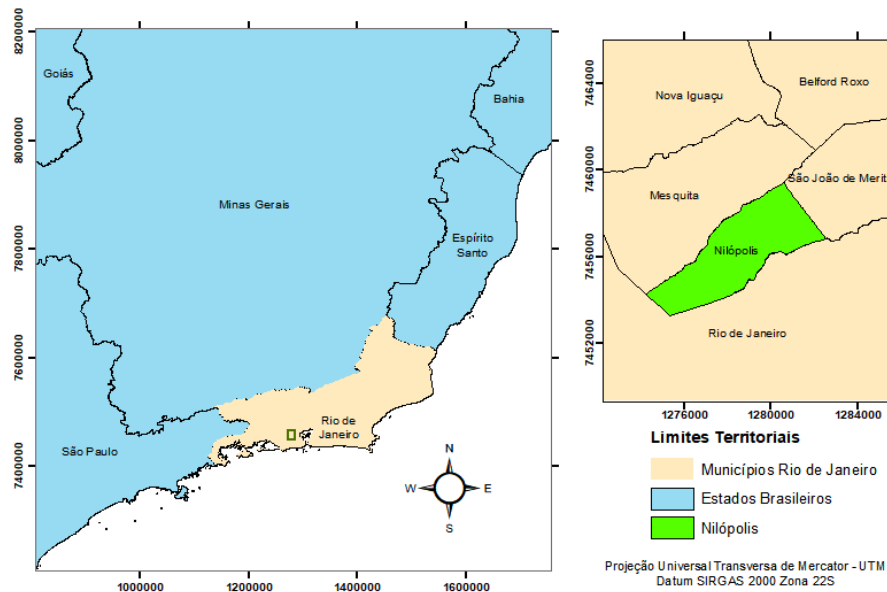 8200000
8000000
7800000
7600000
7400000
Goiás
Bahia
Minas Gerais
Espírito
Santo
Rio de
Janeiro
São Paulo
N
W
E
S
1000000
1200000
1400000
1600000
7464000
7460000
7456000
7452000
Belford Roxo
Nova Iguaçu
São João de Merit
Mesquita
Nilópolis
Rio de Janeiro
1276000
1280000
1284000
Limites Territoriais
Municípios Rio de Janeiro
Estados Brasileiros
Nilópolis
Projeção Universal Transversa de Mercator - UTM
Datum SIRGAS 2000 Zona 22S